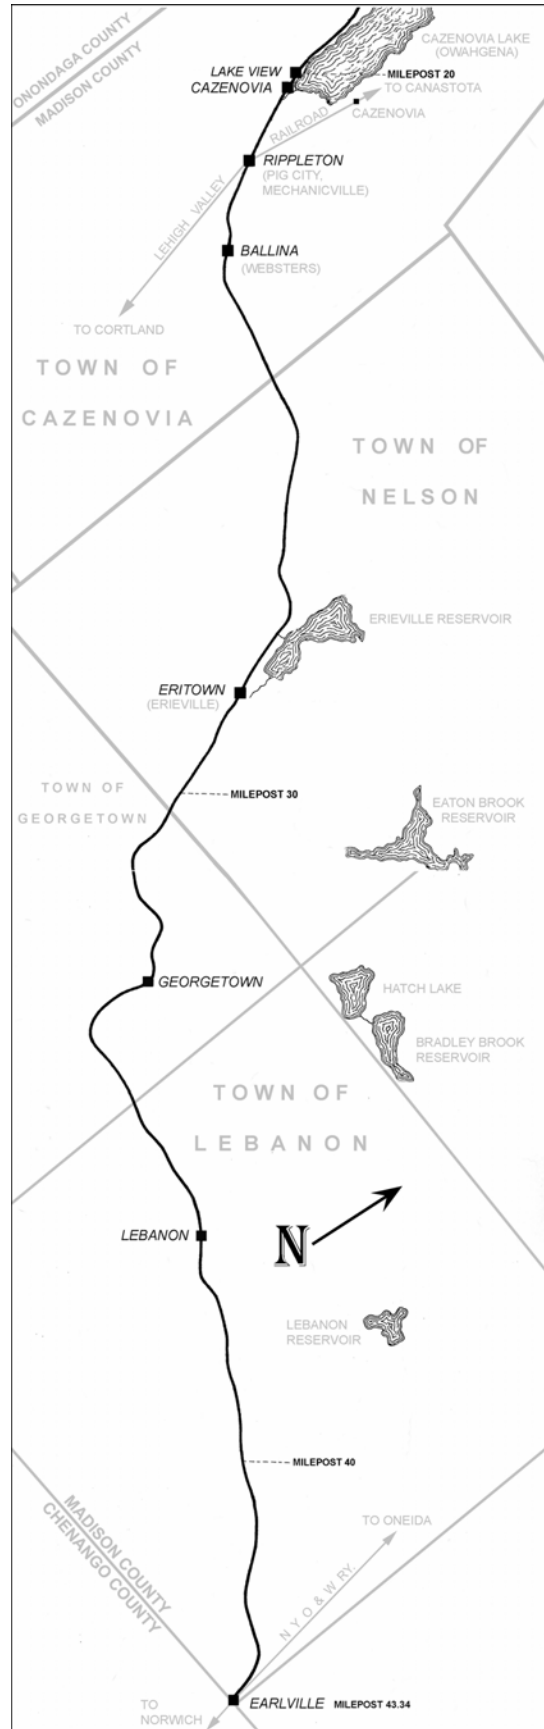 ONONDAGA COUNTY
MADISON COUNTY
CAZENOVIA LAKE
(OWAHGENA)
LAKE VIEW
MILEPOST 20
CAZENOVIA
TO CANASTOTA
CAZENOVIA
RAILROAD
RIPPLETON
(PIG CITY,
MECHANICVILLE)
LEHIGH VALLEY
BALLINA
(WEBSTERS)
TO CORTLAND
TOWN OF
CAZENOVIA
TOWN OF
NELSON
ERIEVILLE RESERVOIR
ERITOWN
(ERIEVILLE)
TOWN OF
GEORGETOWN
MILEPOST 30
EATON BROOK
RESERVOIR
GEORGETOWN
HATCH LAKE
BRADLEY BROOK
RESERVOIR
TOWN OF
LEBANON
LEBANON
N
LEBANON
RESERVOIR
MILEPOST 40
MADISON COUNTY
CHENANGO COUNTY
TO ONEIDA
N Y O & W RY.
EARLVILLE MILEPOST 43.34
TO
NORWICH